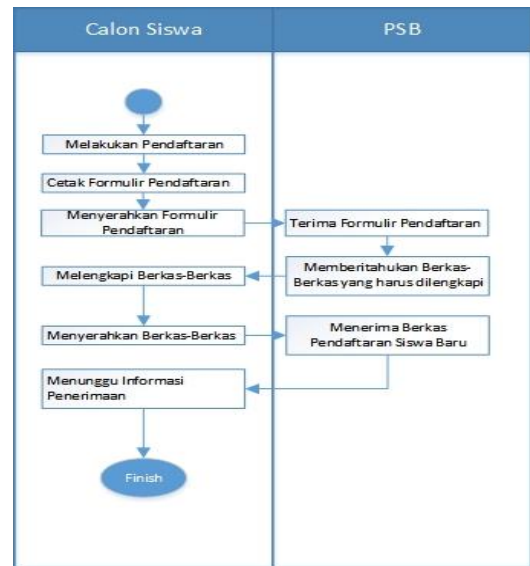 Calon Siswa
PSB
Melakukan Pendaftaran
Cetak Formulir Pendaftaran
Menyerahkan Formulir
Pendaftaran
Terima Formulir Pendaftaran
Memberitahukan Berkas-
Berkas yang harus dilengkapi
Melengkapi Berkas-Berkas
Menyerahkan Berkas-Berkas
Menerima Berkas
Pendaftaran Siswa Baru
Menunggu Informasi
Penerimaan
Finish